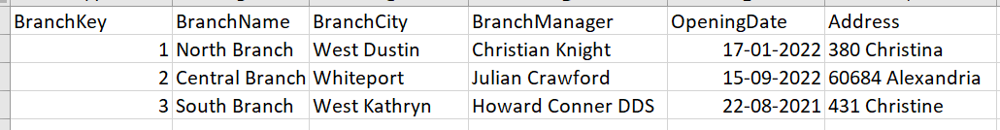 BranchKey BranchName BranchCity BranchManager OpeningDate Address
1 North Branch West Dustin Christian Knight 17-01-2022 380 Christina
2 Central Branch Whiteport Julian Crawford 15-09-2022 60684 Alexandria
3 South Branch West Kathryn Howard Conner DDS 22-08-2021 431 Christine